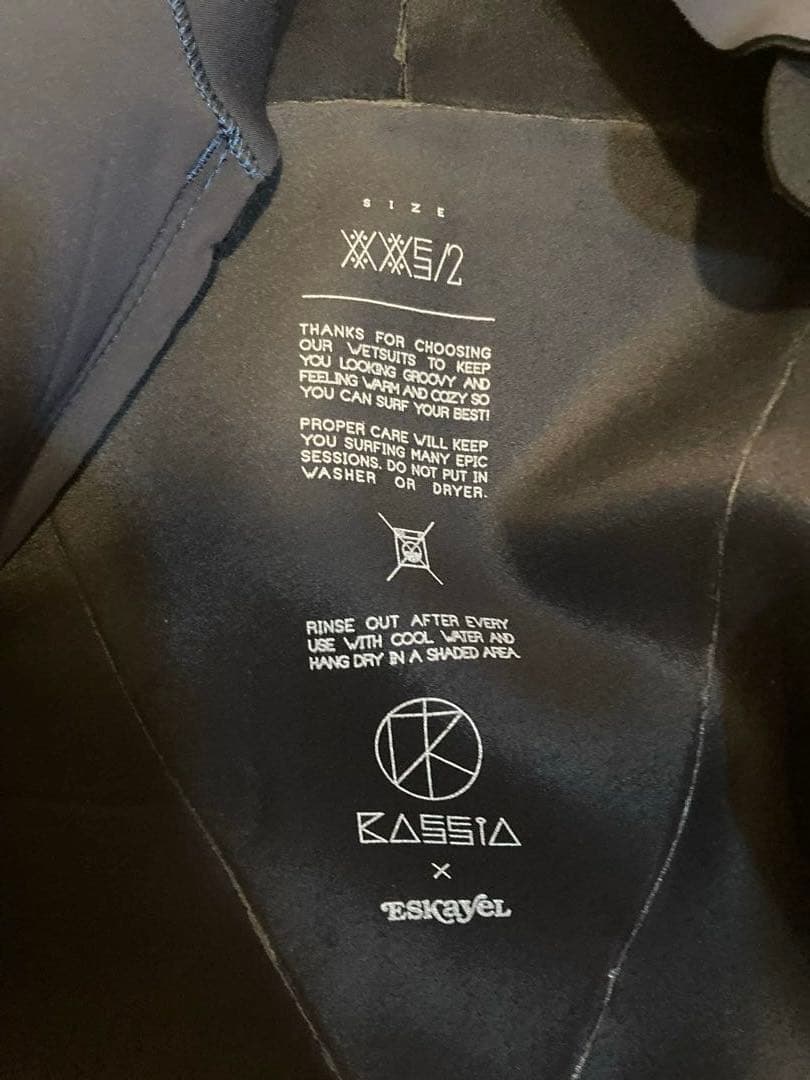 SIZE
XXS/2
THANKS FOR CHOOSING
OUR WETSUITS TO KEEP
YOU LOOKING GROOVY AND
FEELING WARM AND COZY SO
YOU CAN SURF YOUR BEST!
PROPER CARE WILL KEEP
YOU SURFING MANY EPIC
SESSIONS. DO NOT PUT IN
WASHER OR DRYER.
RINSE OUT AFTER EVERY
USE WITH COOL WATER AND
HANG DRY IN A SHADED AREA.
KASSIA
×
ESKayeL